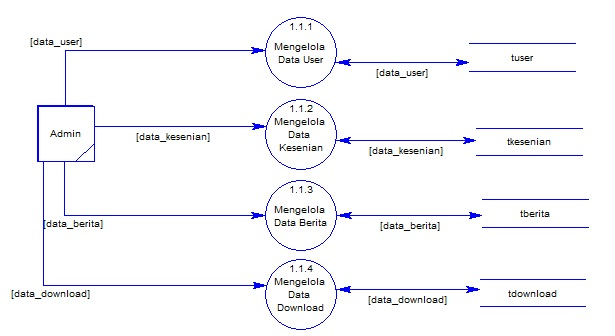 1.1.1
[data_user]
Mengelola
Data User
tuser
[data_user]
1.1.2
Mengelola
Admin
Data
[data_kesenian]
tkesenian
Kesenian
[data_kesenian]
1.1.3
Mengelola
Data Berita
tberita
[data_berita]
[data_berita]
1.1.4
Mengelola
Data
[data_download]
tdownload
Download
[data_download]